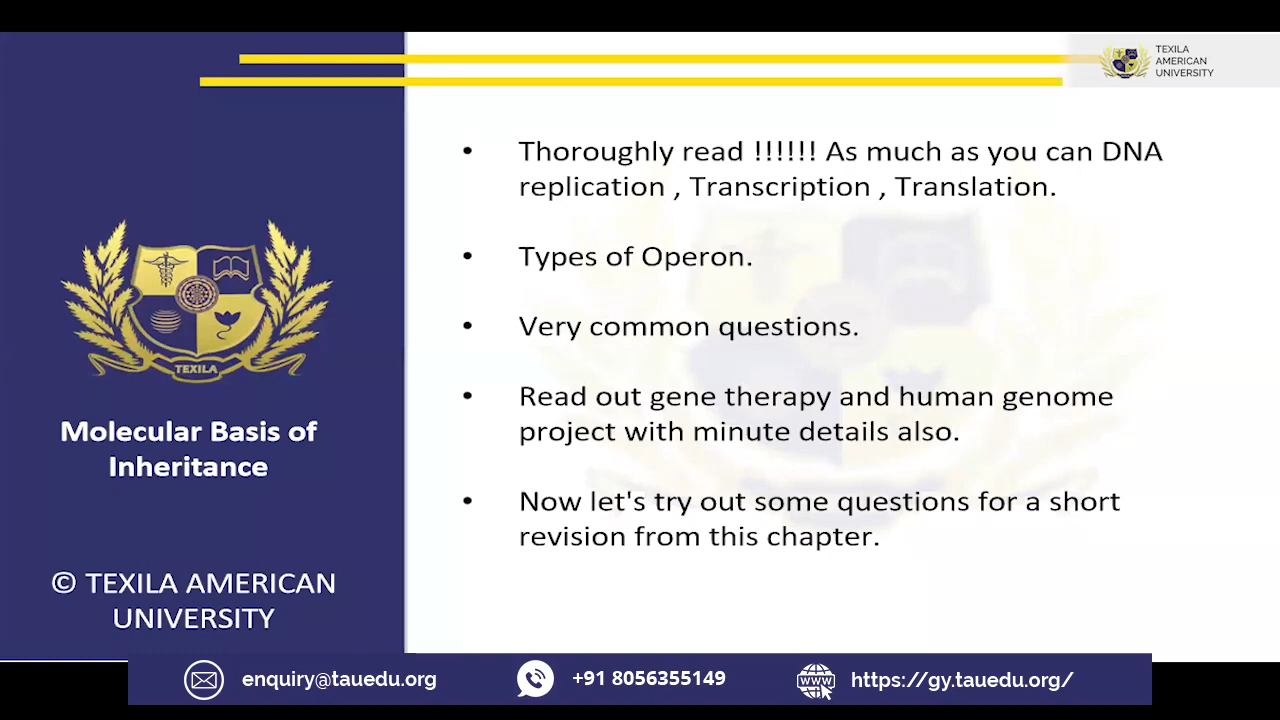 TEXILA
AMERICAN
UNIVERSITY
• Thoroughly read !!!!!! As much as you can DNA
replication , Transcription , Translation.
• Types of Operon.
• Very common questions.
• Read out gene therapy and human genome
project with minute details also.
• Now let's try out some questions for a short
revision from this chapter.
TEXILA
Molecular Basis of
Inheritance
© TEXILA AMERICAN
UNIVERSITY
enquiry@tauedu.org
+91 8056355149
www
https://gy.tauedu.org/